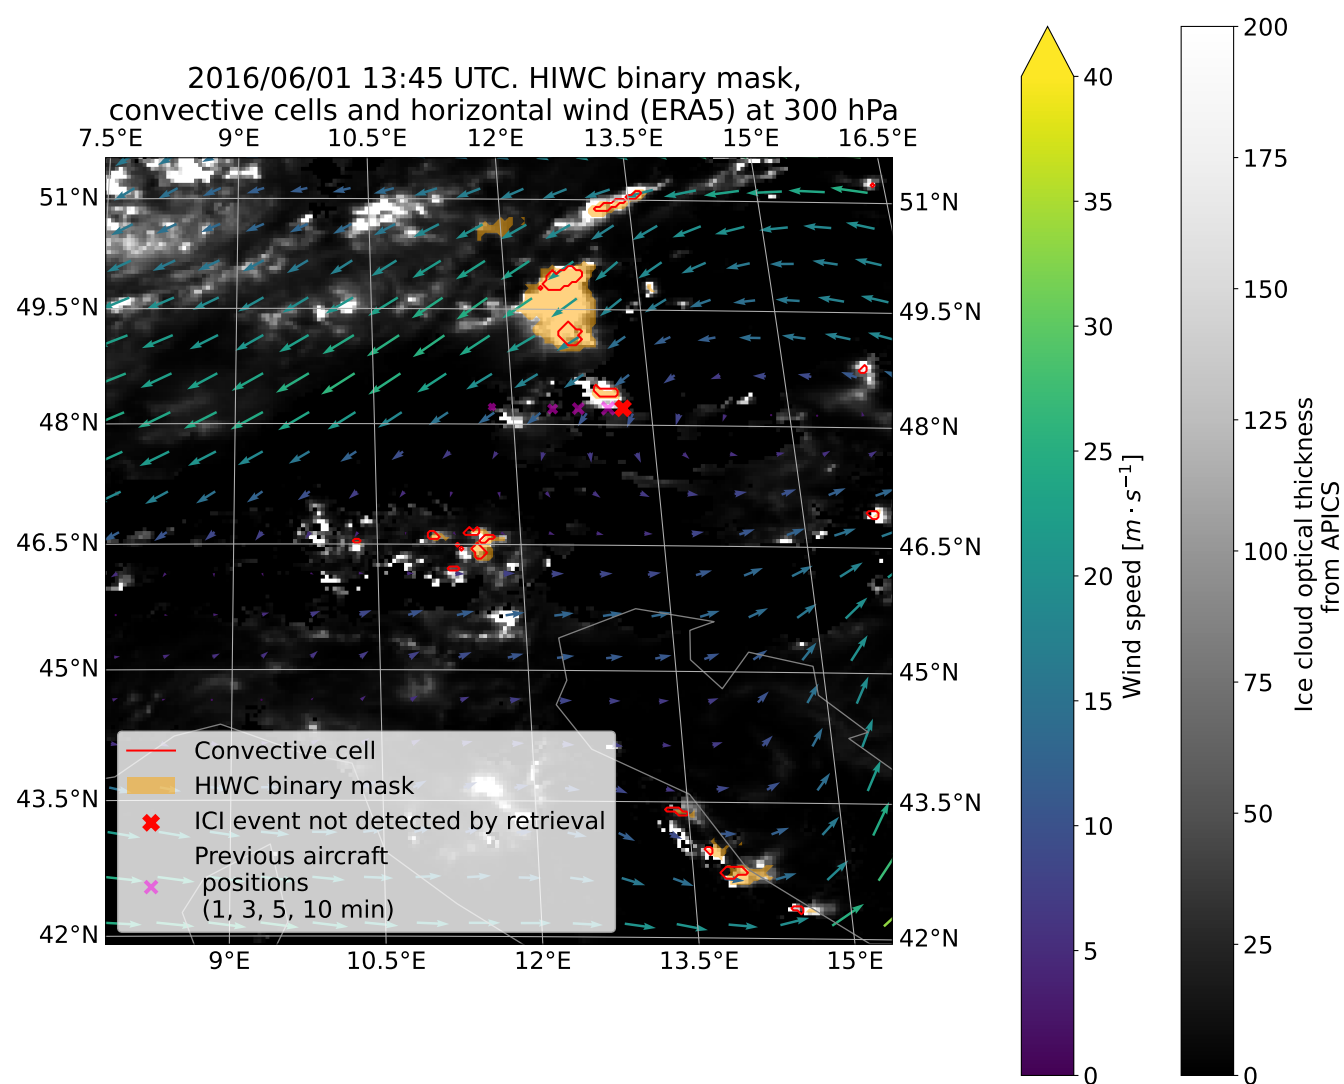 2016/06/01 13:45 UTC. HIWC binary mask,
convective cells and horizontal wind (ERA5) at 300 hPa
7.5°E 9°E 10.5°E 12°E 13.5°E 15°E 16.5°E
51°N
49.5°N
48°N
46.5°N
45°N
43.5°N
42°N
51°N
49.5°N
48°N
46.5°N
45°N
43.5°N
42°N
Convective cell
HIWC binary mask
ICI event not detected by retrieval
Previous aircraft
positions
(1, 3, 5, 10 min)
9°E 10.5°E 12°E 13.5°E 15°E
40
35
30
25
20
15
10
5
0
Wind speed [m · s⁻¹]
200
175
150
125
100
75
50
25
0
Ice cloud optical thickness
from APICS